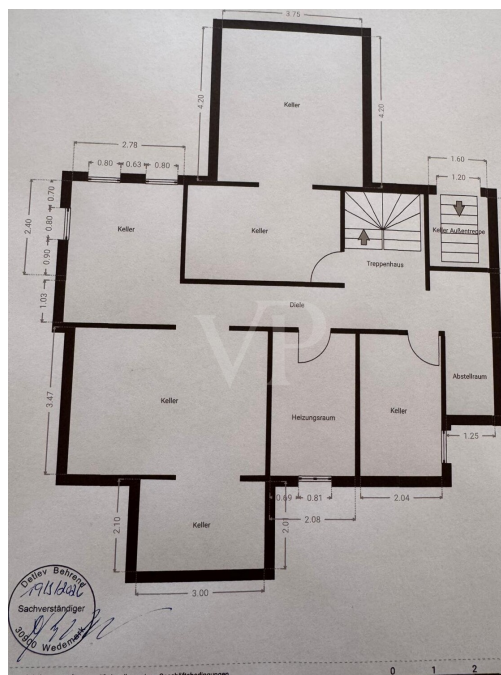 3.75
4.20
Keller
4.20
2.78
0.80
0.63
0.80
1.60
1.20
0.70
0.80
2.40
0.90
Keller
Keller
Keller Außentreppe
Treppenhaus
1.03
Diele
VP
3.47
Keller
Heizungsraum
Keller
Abstellraum
1.25
0.69
0.81
2.04
2.08
2.10
Keller
2.01
3.00
Detlev Behrend
Sachverständiger
30900 Wedemark
0
1
2